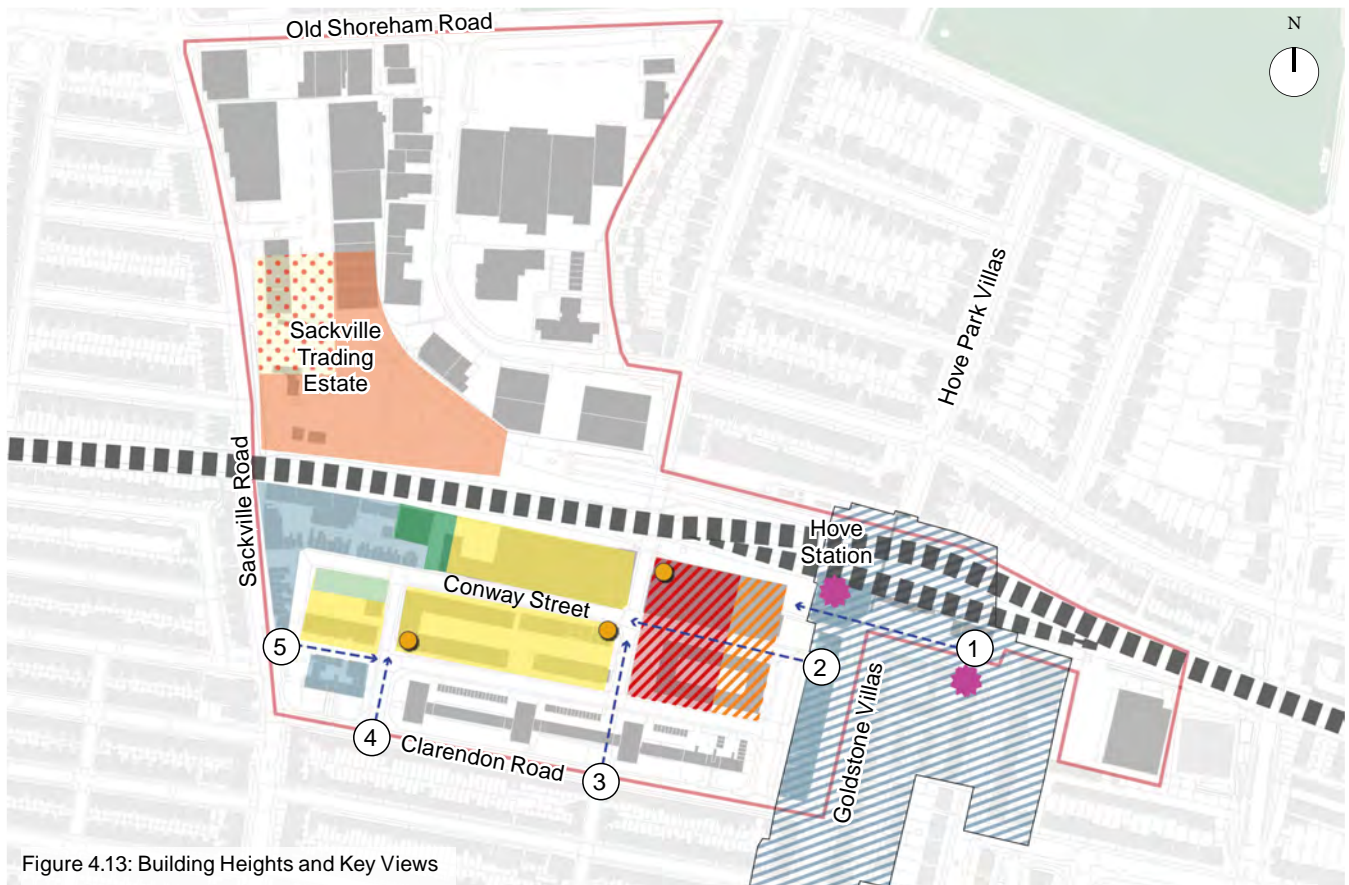 Old Shoreham Road
N
Hove Park Villas
Sackville
Trading
Estate
Sackville Road
Hove
Station
Conway Street
1
5
2
Goldstone Villas
4
Clarendon Road
3
Figure 4.13: Building Heights and Key Views